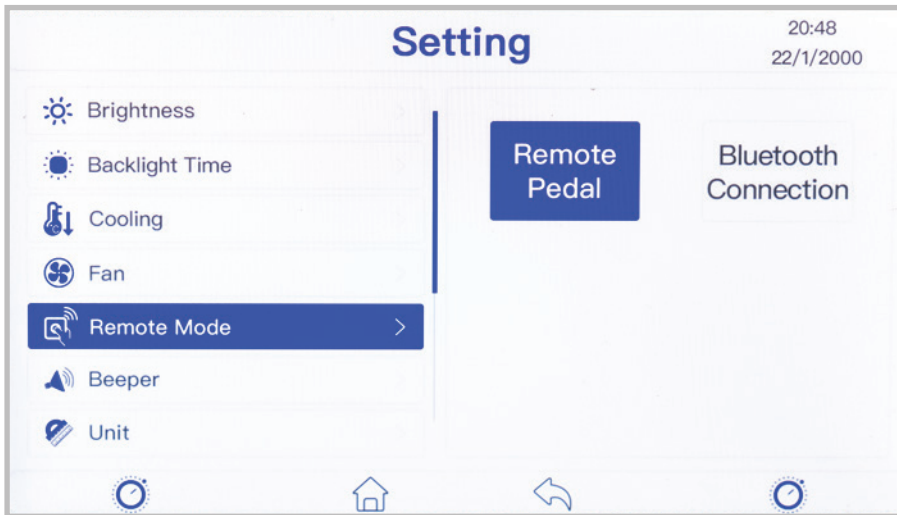 Setting
20:48
22/1/2000
Brightness
Backlight Time
Cooling
Fan
Remote Mode
Beeper
Unit
Remote
Pedal
Bluetooth
Connection